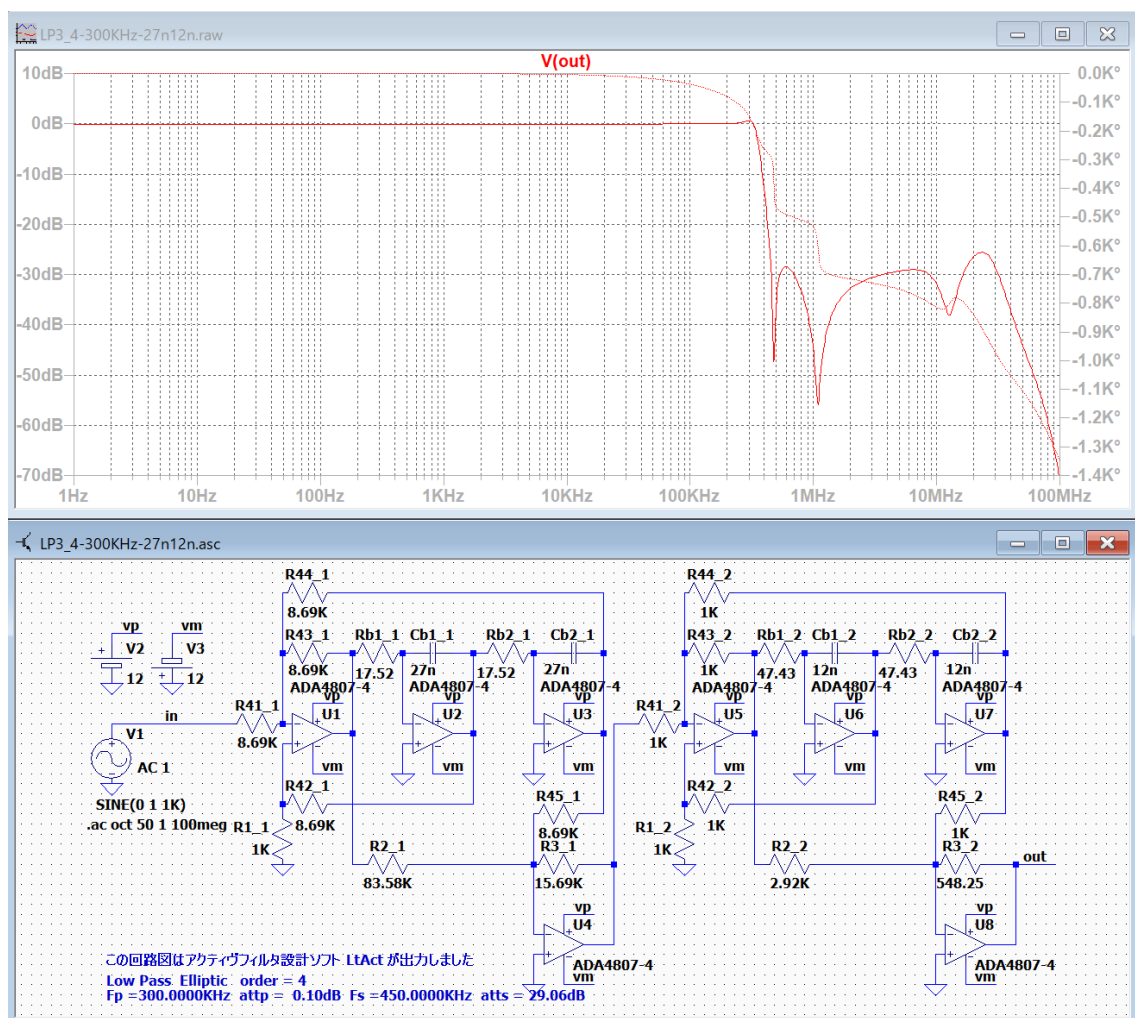 LP3_4-300KHz-27n12n.raw
V(out)
10dB
0dB
-10dB
-20dB
-30dB
-40dB
-50dB
-60dB
-70dB
0.0K°
-0.1K°
-0.2K°
-0.3K°
-0.4K°
-0.5K°
-0.6K°
-0.7K°
-0.8K°
-0.9K°
-1.0K°
-1.1K°
-1.2K°
-1.3K°
-1.4K°
1Hz 10Hz 100Hz 1KHz 10KHz 100KHz 1MHz 10MHz 100MHz
LP3_4-300KHz-27n12n.asc
R44_1
8.69K
R44_2
1K
vp
V2
12
vm
V3
12
R43_1
8.69K
Rb1_1
17.52
Cb1_1
27n
Rb2_1
17.52
Cb2_1
27n
R43_2
1K
Rb1_2
47.43
Cb1_2
12n
Rb2_2
47.43
Cb2_2
12n
ADA4807-4
vp
U1
vm
ADA4807-4
vp
U2
vm
ADA4807-4
vp
U3
vm
ADA4807-4
vp
U5
vm
ADA4807-4
vp
U6
vm
ADA4807-4
vp
U7
vm
in
R41_1
8.69K
R41_2
1K
V1
AC 1
SINE(0 1 1K)
.ac oct 50 1 100meg
R42_1
8.69K
R1_1
1K
R45_1
8.69K
R2_1
83.58K
R3_1
15.69K
R42_2
1K
R1_2
1K
R45_2
1K
R2_2
2.92K
R3_2
548.25
out
vp
U4
ADA4807-4
vm
vp
U8
ADA4807-4
vm
この回路図はアクティヴフィルタ設計ソフト LtAct が出力しました
Low Pass Elliptic order = 4
Fp =300.0000KHz attp = 0.10dB Fs =450.0000KHz atts = 29.06dB